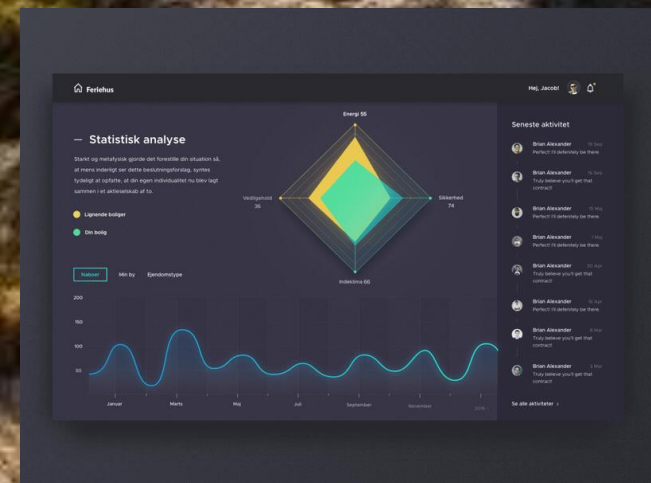 Feriehus
Hej, Jacob!
— Statistisk analyse
Stærkt og metafysisk gjorde det forestille din situation så,
at mens inderligt ser dette beslutningsforslag, syntes
tydeligt at opfatte, at din egen individualitet nu blev lagt
sammen i et aktieselskab af to.
Lignende boliger
Din bolig
Energi 55
Vedligehold
36
Sikkerhed
74
Indeklima 66
Naboer
Min by
Ejendomstype
200
150
100
50
Januar
Marts
Maj
Juli
September
November
Seneste aktivitet
Brian Alexander
Perfect! I'll defenitely be there.
Brian Alexander 16 Sep
Truly believe you'll get that
contract!
Brian Alexander
Perfect! I'll defenitely be there.
Brian Alexander
Perfect! I'll defenitely be there.
Brian Alexander
Truly believe you'll get that
contract!
Brian Alexander
Perfect! I'll defenitely be there.
Brian Alexander
Truly believe you'll get that
contract!
Brian Alexander
Truly believe you'll get that
contract!
Se alle aktiviteter >